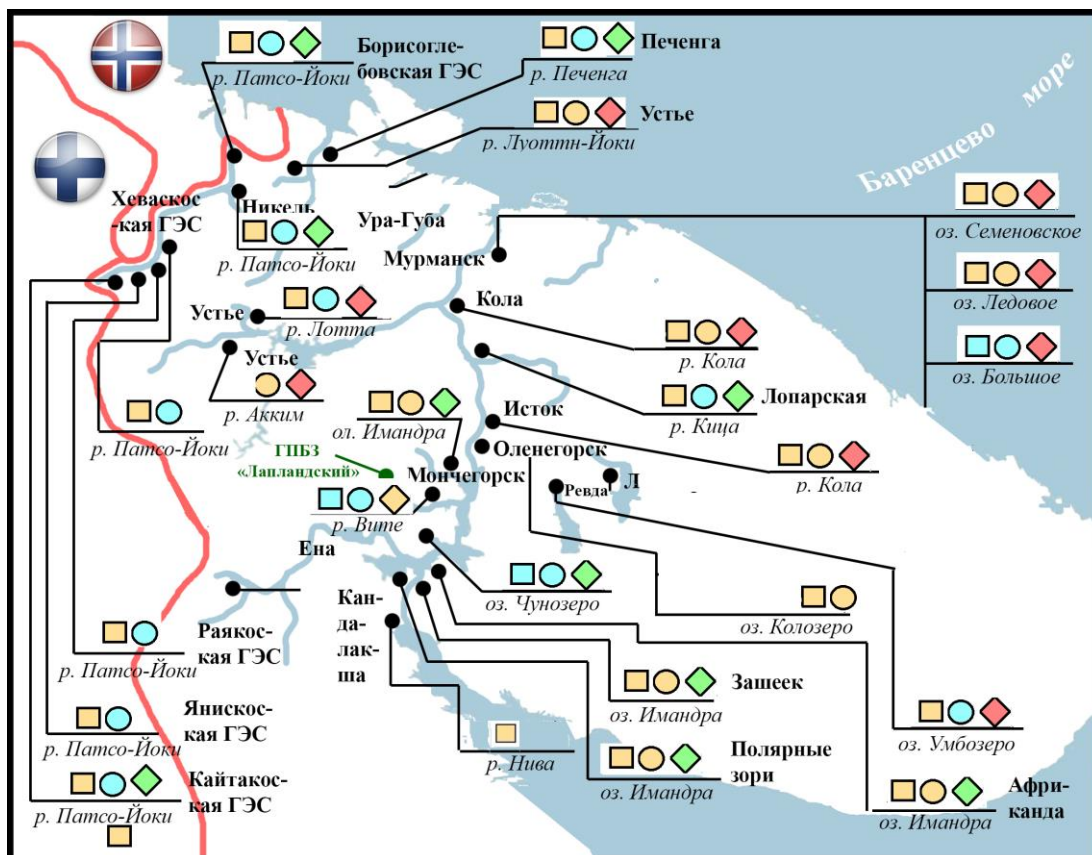 Борисогле-
бовская ГЭС
р. Патсо-Йоки
Печенга
р. Печенга
Устье
р. Луоттн-Йоки
море
Баренцево
Хеваскос
-кая ГЭС
Никель
р. Патсо-Йоки
Ура-Губа
Мурманск
оз. Семеновское
оз. Ледовое
оз. Большое
Устье
р. Лотта
Кола
р. Кола
Устье
р. Акким
р. Патсо-Йоки
ол. Имандра
Лопарская
р. Кица
Исток
р. Кола
Оленегорск
ГПБЗ
«Лапландский»
Мончегорск
Ревда
Л
р. Вите
Ена
оз. Чунозеро
оз. Колозеро
Кан-
да-
лак-
ша
Раякос-
кая ГЭС
р. Патсо-Йоки
Зашеек
оз. Имандра
Янискос-
кая ГЭС
р. Патсо-Йоки
р. Нива
Полярные
зори
оз. Имандра
оз. Умбозеро
Кайтакос-
кая ГЭС
р. Патсо-Йоки
Афри-
канда
оз. Имандра